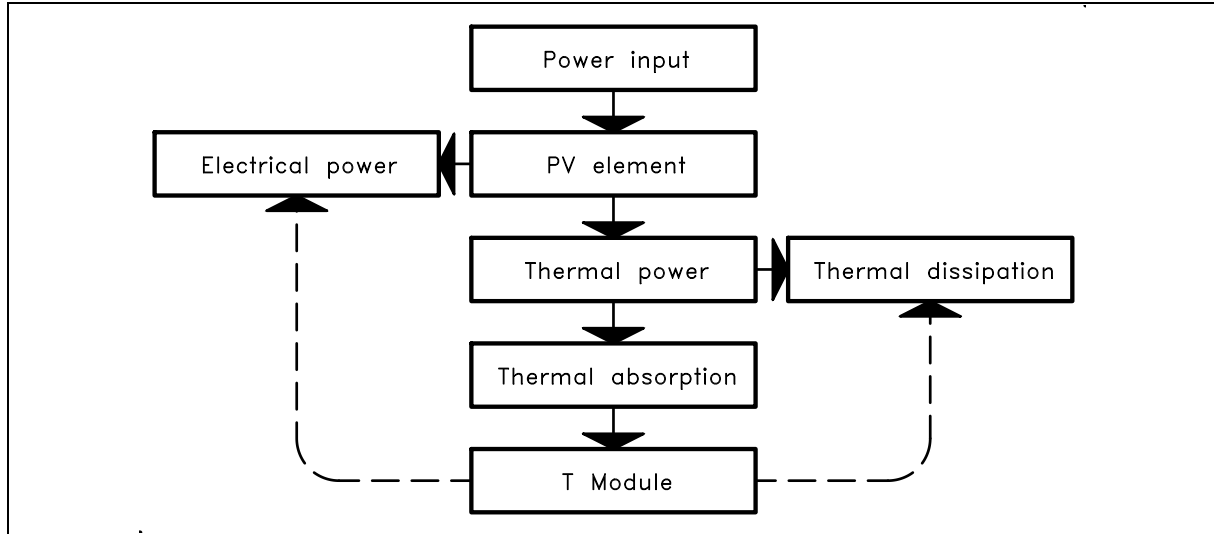 Power input
Electrical power
PV element
Thermal power
Thermal dissipation
Thermal absorption
T Module